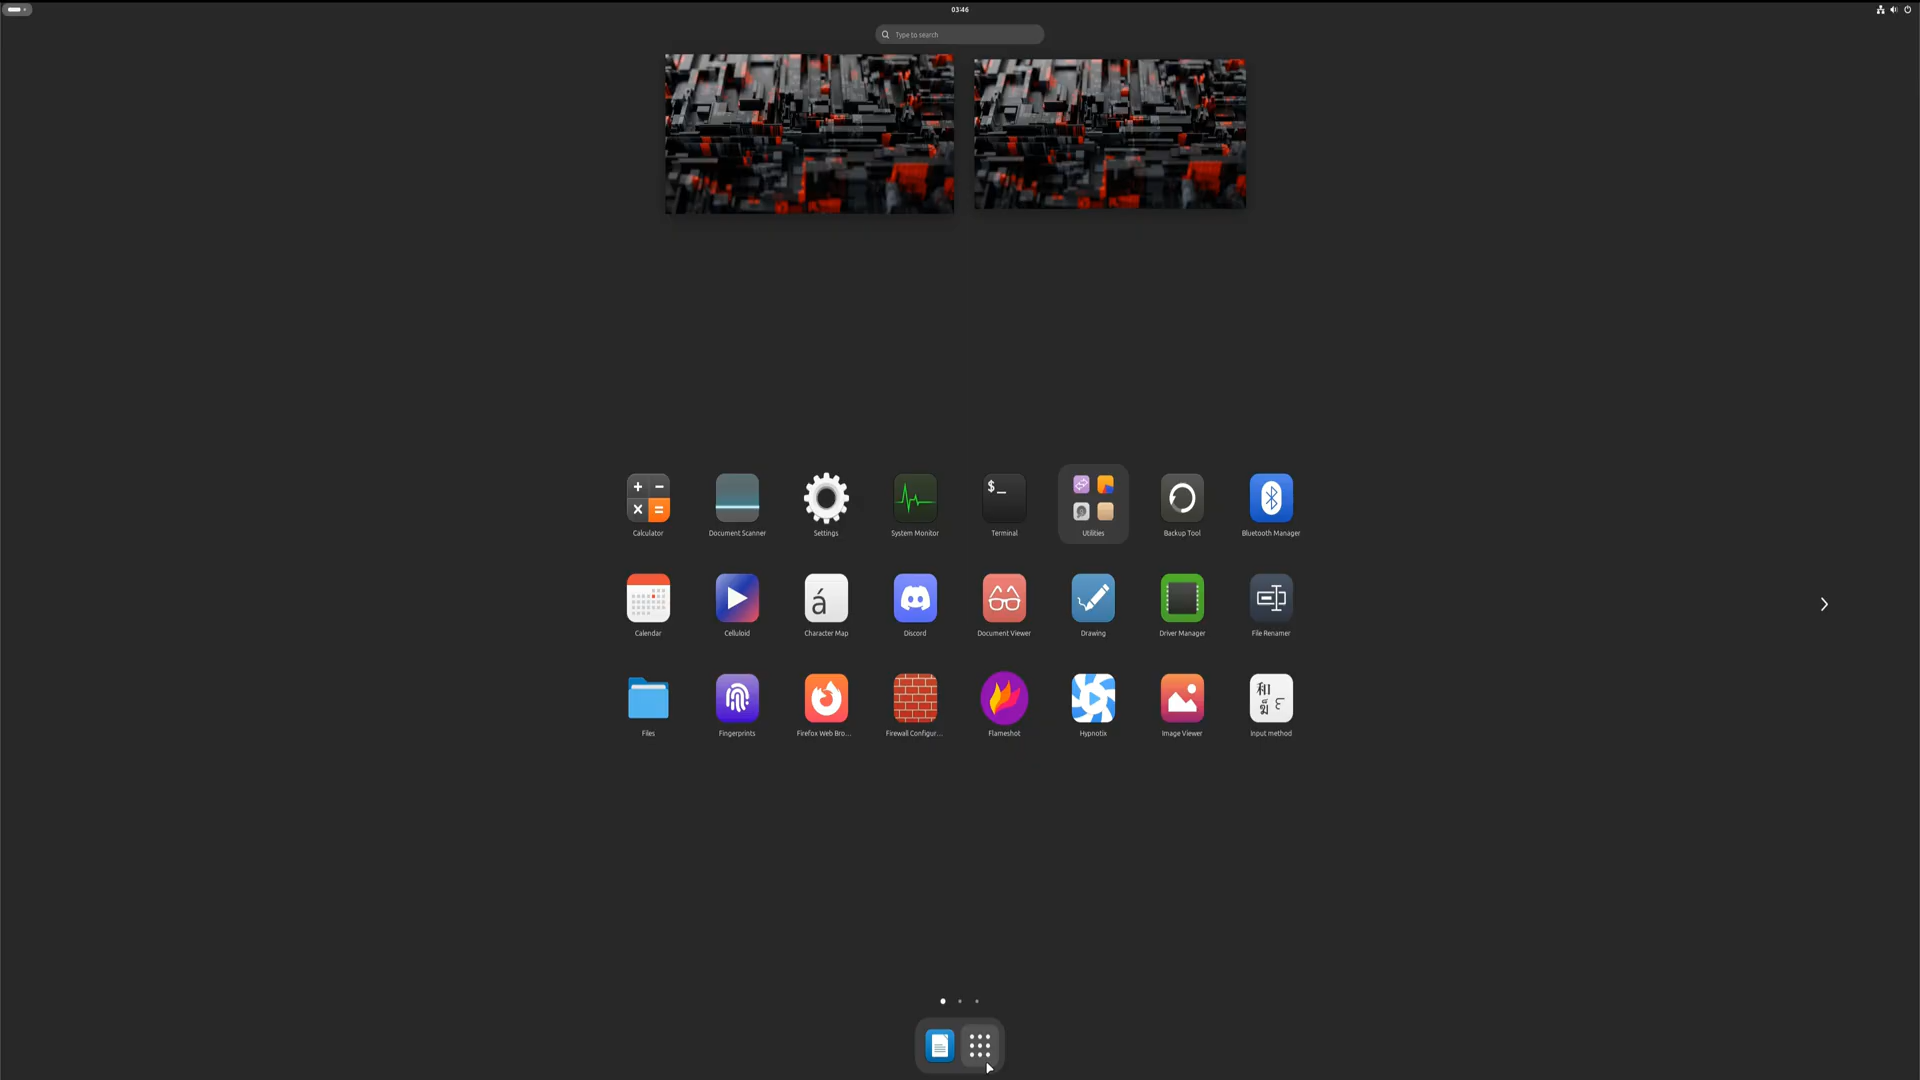 03:46
Type to search
Calculator
Document Scanner
Settings
System Monitor
$_
Terminal
Utilities
Backup Tool
Bluetooth Manager
Calendar
Celluloid
á
Character Map
Discord
Document Viewer
Drawing
Driver Manager
File Renamer
Files
Fingerprints
Firefox Web Bro...
Firewall Configur...
Flameshot
Hypnotix
Image Viewer
Input method